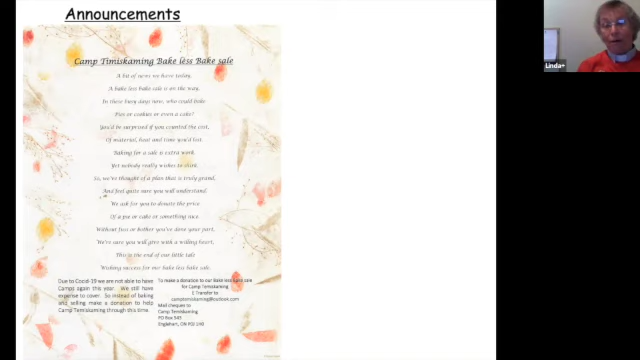 Announcements
Camp Timiskaming Bake less Bake sale
A bit of news we have today,
A bake less bake sale is on the way.
In these busy days now, who could bake
Pies or cookies or even a cake?
You'd be surprised if you counted the cost,
Of material, heat and time you'd lost.
Baking for a sale is extra work
Yet nobody really wishes to shirk.
So, we've thought of a plan that is truly grand,
And feel quite sure you will understand.
We ask for you to donate the price
Of a pie or cake or something nice.
Without fuss or bother you've done your part,
We're sure you will give with a willing heart,
This is the end of our little tale
Wishing success for our bake less bake sale.
Due to Covid 19 we are not able to have
Camps again this year. We still have
expense to cover. So instead of baking
and selling make a donation to help
Camp Temiskaming through this time.
To make a donation to our Bake less bake sale
for Camp Temiskaming
E Transfer to
camptemiskaming@outlook.com
Mail cheques to
Camp Temiskaming
PO Box 543
Englehart, ON P0J 1H0
Linda+